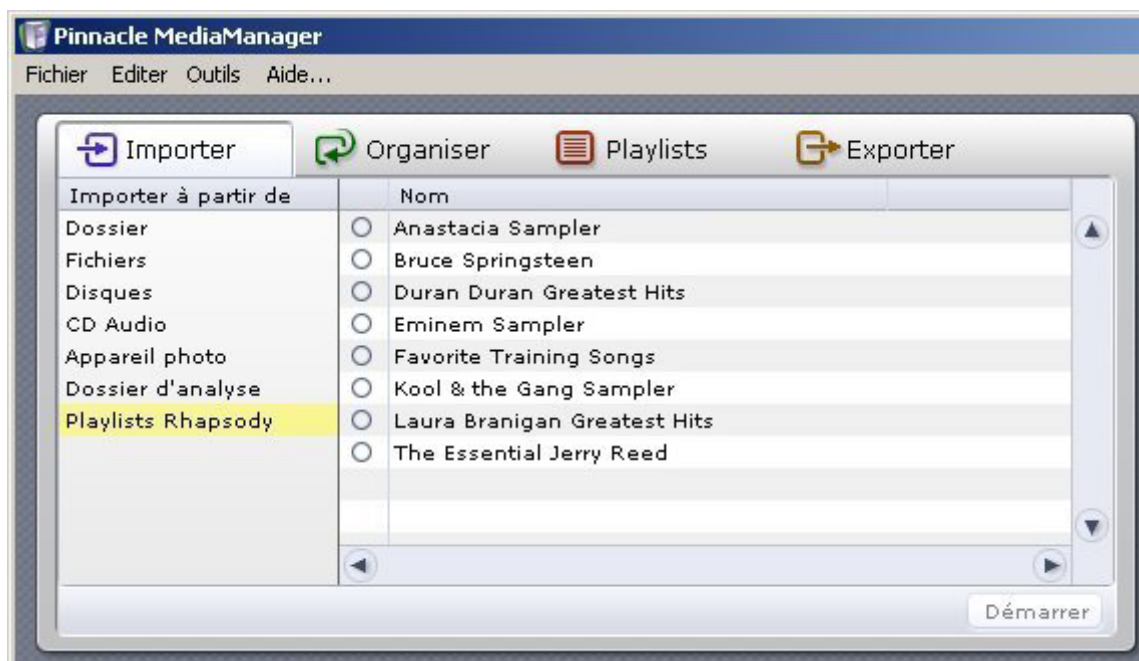 Pinnacle MediaManager
Fichier Editer Outils Aide...
Importer Organiser Playlists Exporter
Importer à partir de Nom
Dossier Anastacia Sampler
Fichiers Bruce Springsteen
Disques Duran Duran Greatest Hits
CD Audio Eminem Sampler
Appareil photo Favorite Training Songs
Dossier d'analyse Kool & the Gang Sampler
Playlists Rhapsody Laura Branigan Greatest Hits
The Essential Jerry Reed
Démarrer